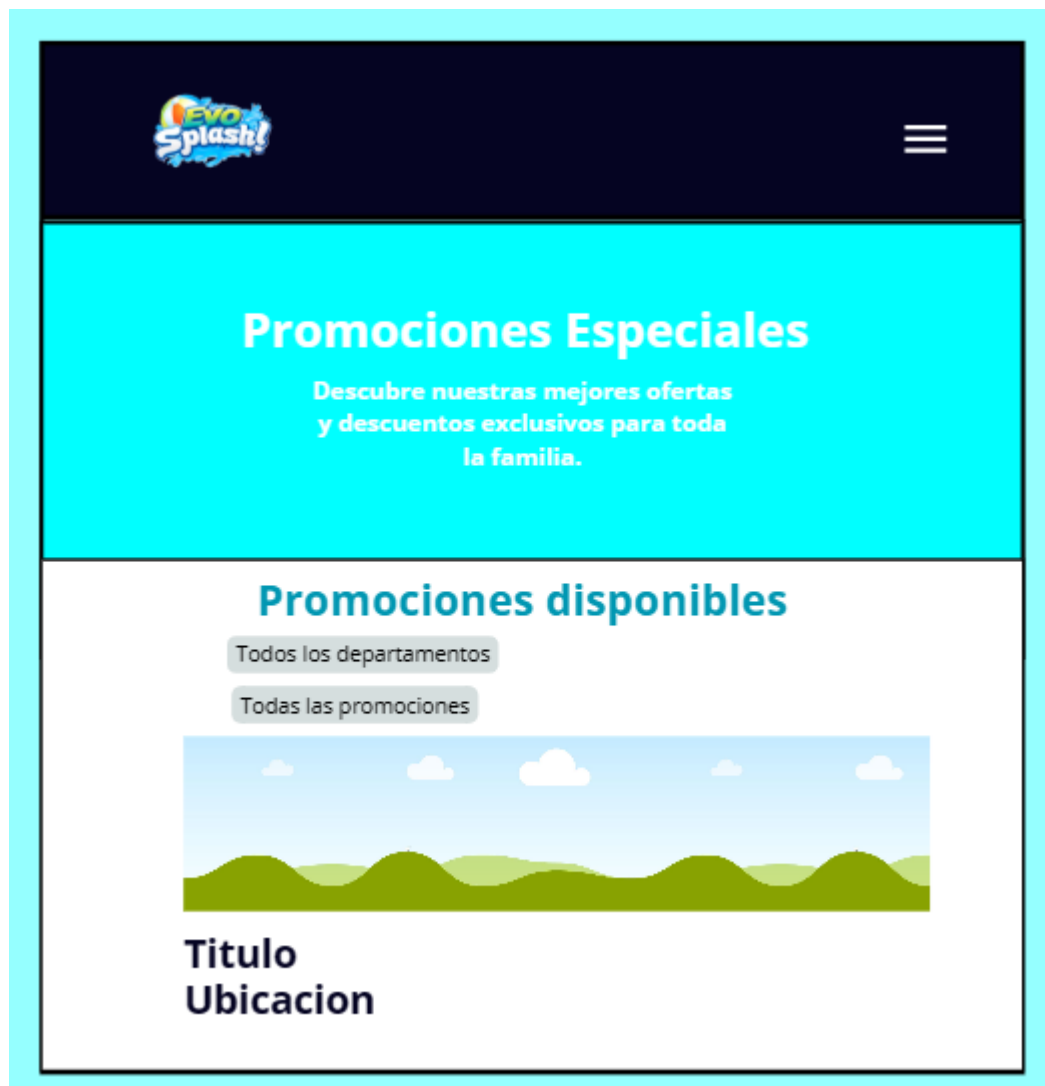 EVO
Splash!
Promociones Especiales
Descubre nuestras mejores ofertas
y descuentos exclusivos para toda
la familia.
Promociones disponibles
Todos los departamentos
Todas las promociones
Titulo
Ubicacion